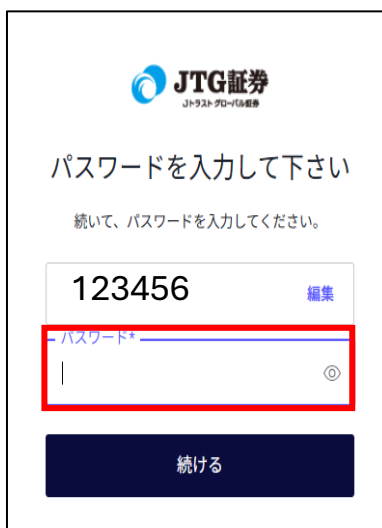 JTG証券
Jトラストグローバル証券
パスワードを入力して下さい
続いて、パスワードを入力してください。
123456
編集
パスワード*
続ける